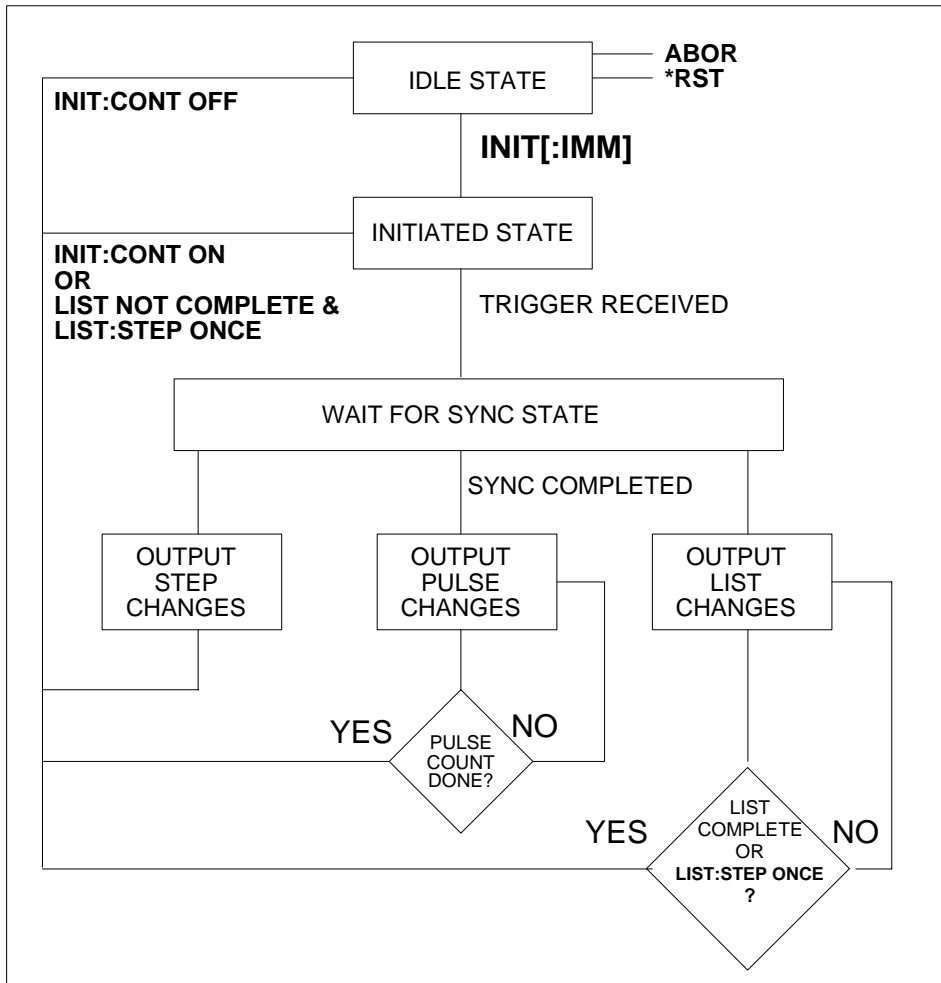 ABOR
IDLE STATE
*RST
INIT:CONT OFF
INIT[:IMM]
INITIATED STATE
INIT:CONT ON
OR
LIST NOT COMPLETE &
LIST:STEP ONCE
TRIGGER RECEIVED
WAIT FOR SYNC STATE
SYNC COMPLETED
OUTPUT
STEP
CHANGES
OUTPUT
PULSE
CHANGES
OUTPUT
LIST
CHANGES
YES
NO
PULSE
COUNT
DONE?
YES
NO
LIST
COMPLETE
OR
LIST:STEP ONCE
?